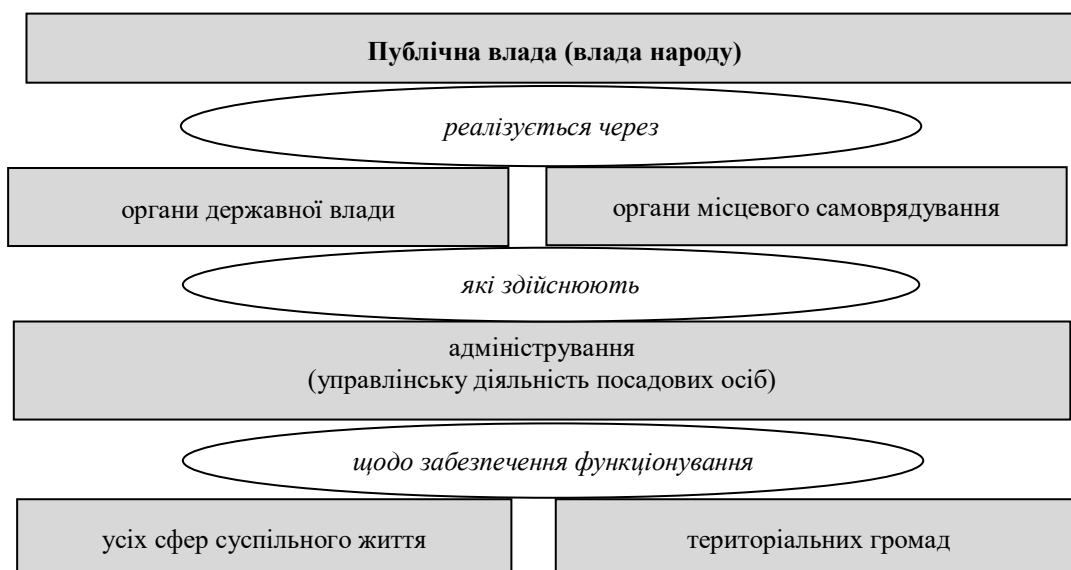 Публічна влада (влада народу)
реалізується через
органи державної влади
органи місцевого самоврядування
які здійснюють
адміністрування
(управлінську діяльність посадових осіб)
щодо забезпечення функціонування
усіх сфер суспільного життя
територіальних громад